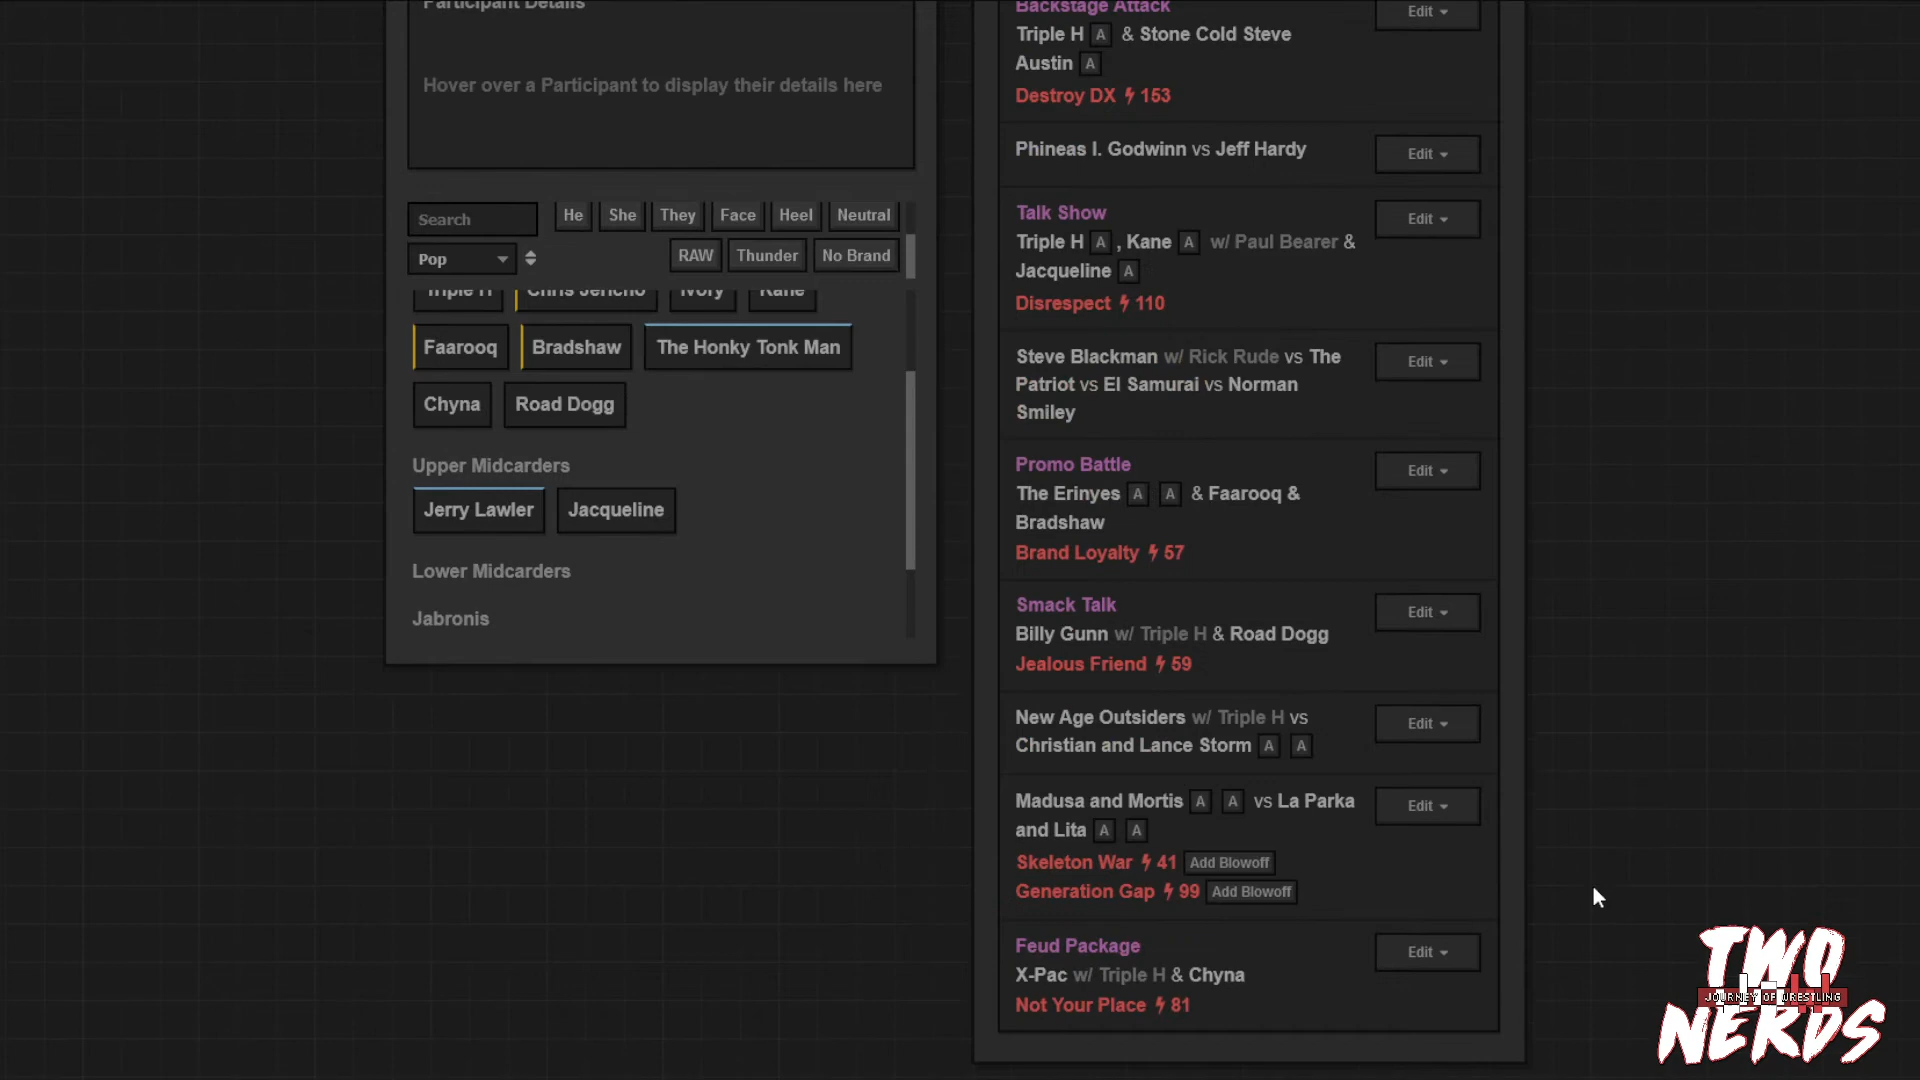 Participant Details
Hover over a Participant to display their details here
Search
He
She
They
Face
Heel
Neutral
Pop
RAW
Thunder
No Brand
Triple H
Chris Jericho
Ivory
Kane
Faarooq
Bradshaw
The Honky Tonk Man
Chyna
Road Dogg
Upper Midcarders
Jerry Lawler
Jacqueline
Lower Midcarders
Jabronis
Backstage Attack
Edit
Triple H A & Stone Cold Steve
Austin A
Destroy DX 153
Phineas I. Godwinn vs Jeff Hardy
Edit
Talk Show
Edit
Triple H A , Kane A w/ Paul Bearer &
Jacqueline A
Disrespect 110
Steve Blackman w/ Rick Rude vs The
Edit
Patriot vs El Samurai vs Norman
Smiley
Promo Battle
Edit
The Erinyes A A & Faarooq &
Bradshaw
Brand Loyalty 57
Smack Talk
Edit
Billy Gunn w/ Triple H & Road Dogg
Jealous Friend 59
New Age Outsiders w/ Triple H vs
Edit
Christian and Lance Storm A A
Madusa and Mortis A A vs La Parka
Edit
and Lita A A
Skeleton War 41 Add Blowoff
Generation Gap 99 Add Blowoff
Feud Package
Edit
X-Pac w/ Triple H & Chyna
Not Your Place 81
TWO
JOURNEY OF WRESTLING
NERDS